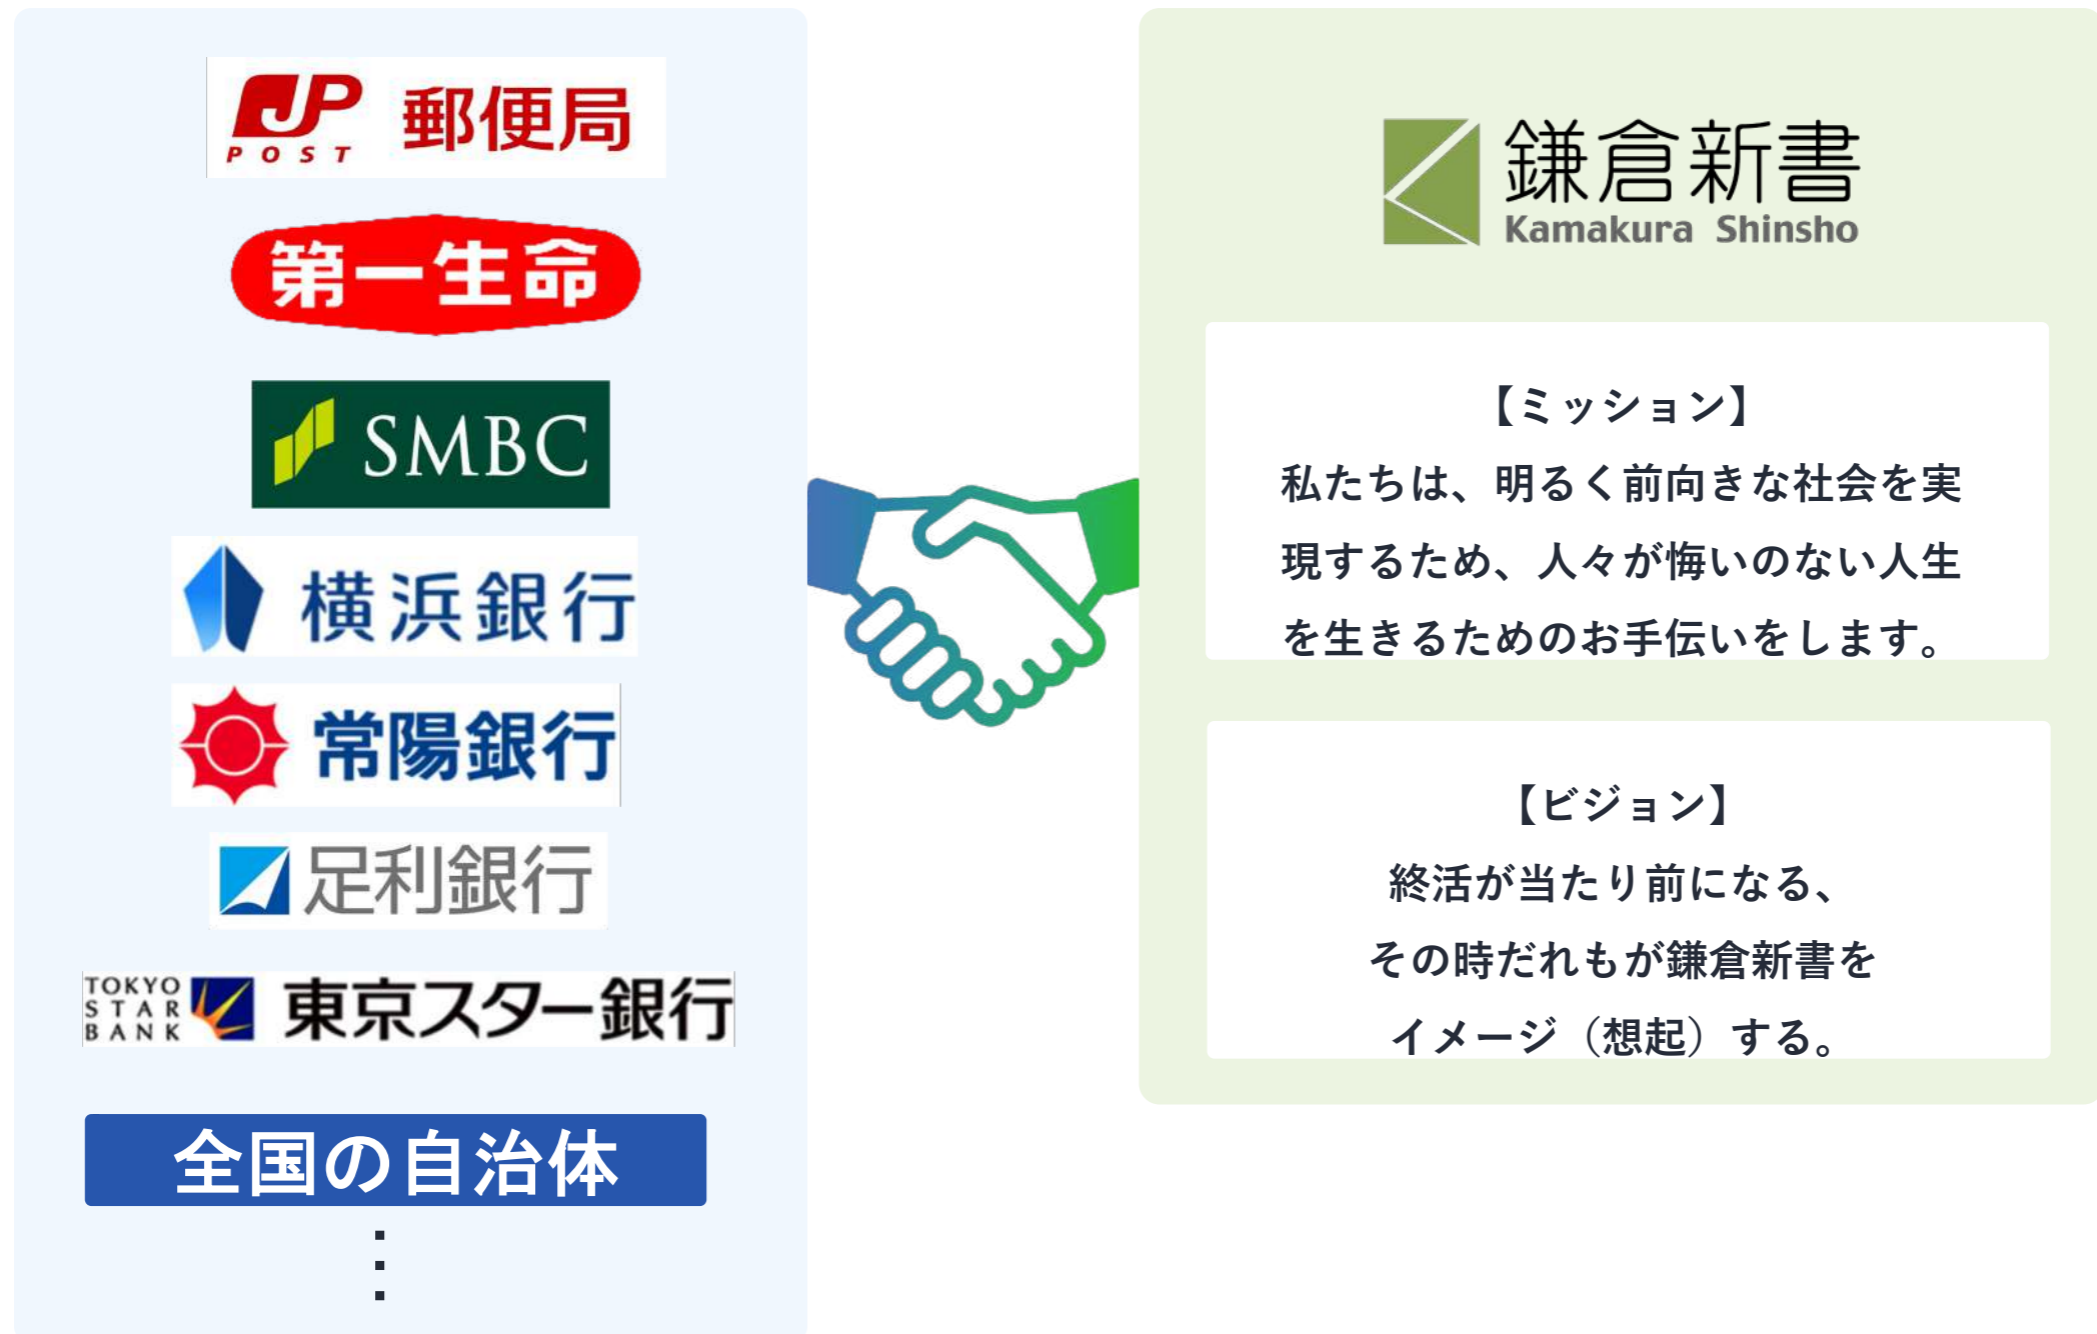 JP
POST
郵便局
第一生命
SMBC
横浜銀行
常陽銀行
足利銀行
TOKYO
STAR
BANK
東京スター銀行
全国の自治体
鎌倉新書
Kamakura Shinsho
【ミッション】
私たちは、明るく前向きな社会を実
現するため、人々が悔いのない人生
を生きるためのお手伝いをします。
【ビジョン】
終活が当たり前になる、
その時だれもが鎌倉新書を
イメージ（想起）する。